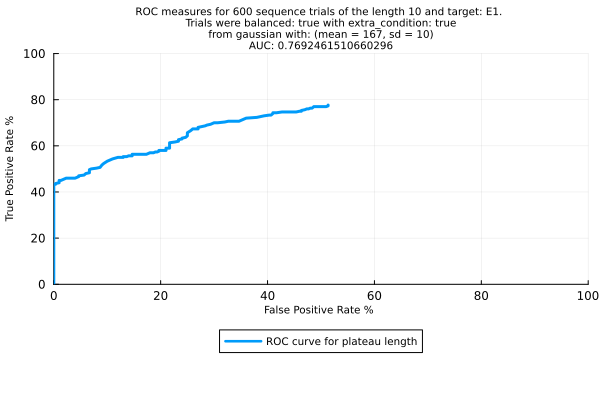 ROC measures for 600 sequence trials of the length 10 and target: E1.
Trials were balanced: true with extra_condition: true
from gaussian with: (mean = 167, sd = 10)
AUC: 0.7692461510660296
100
80
60
40
20
0
True Positive Rate %
0 20 40 60 80 100
False Positive Rate %
ROC curve for plateau length